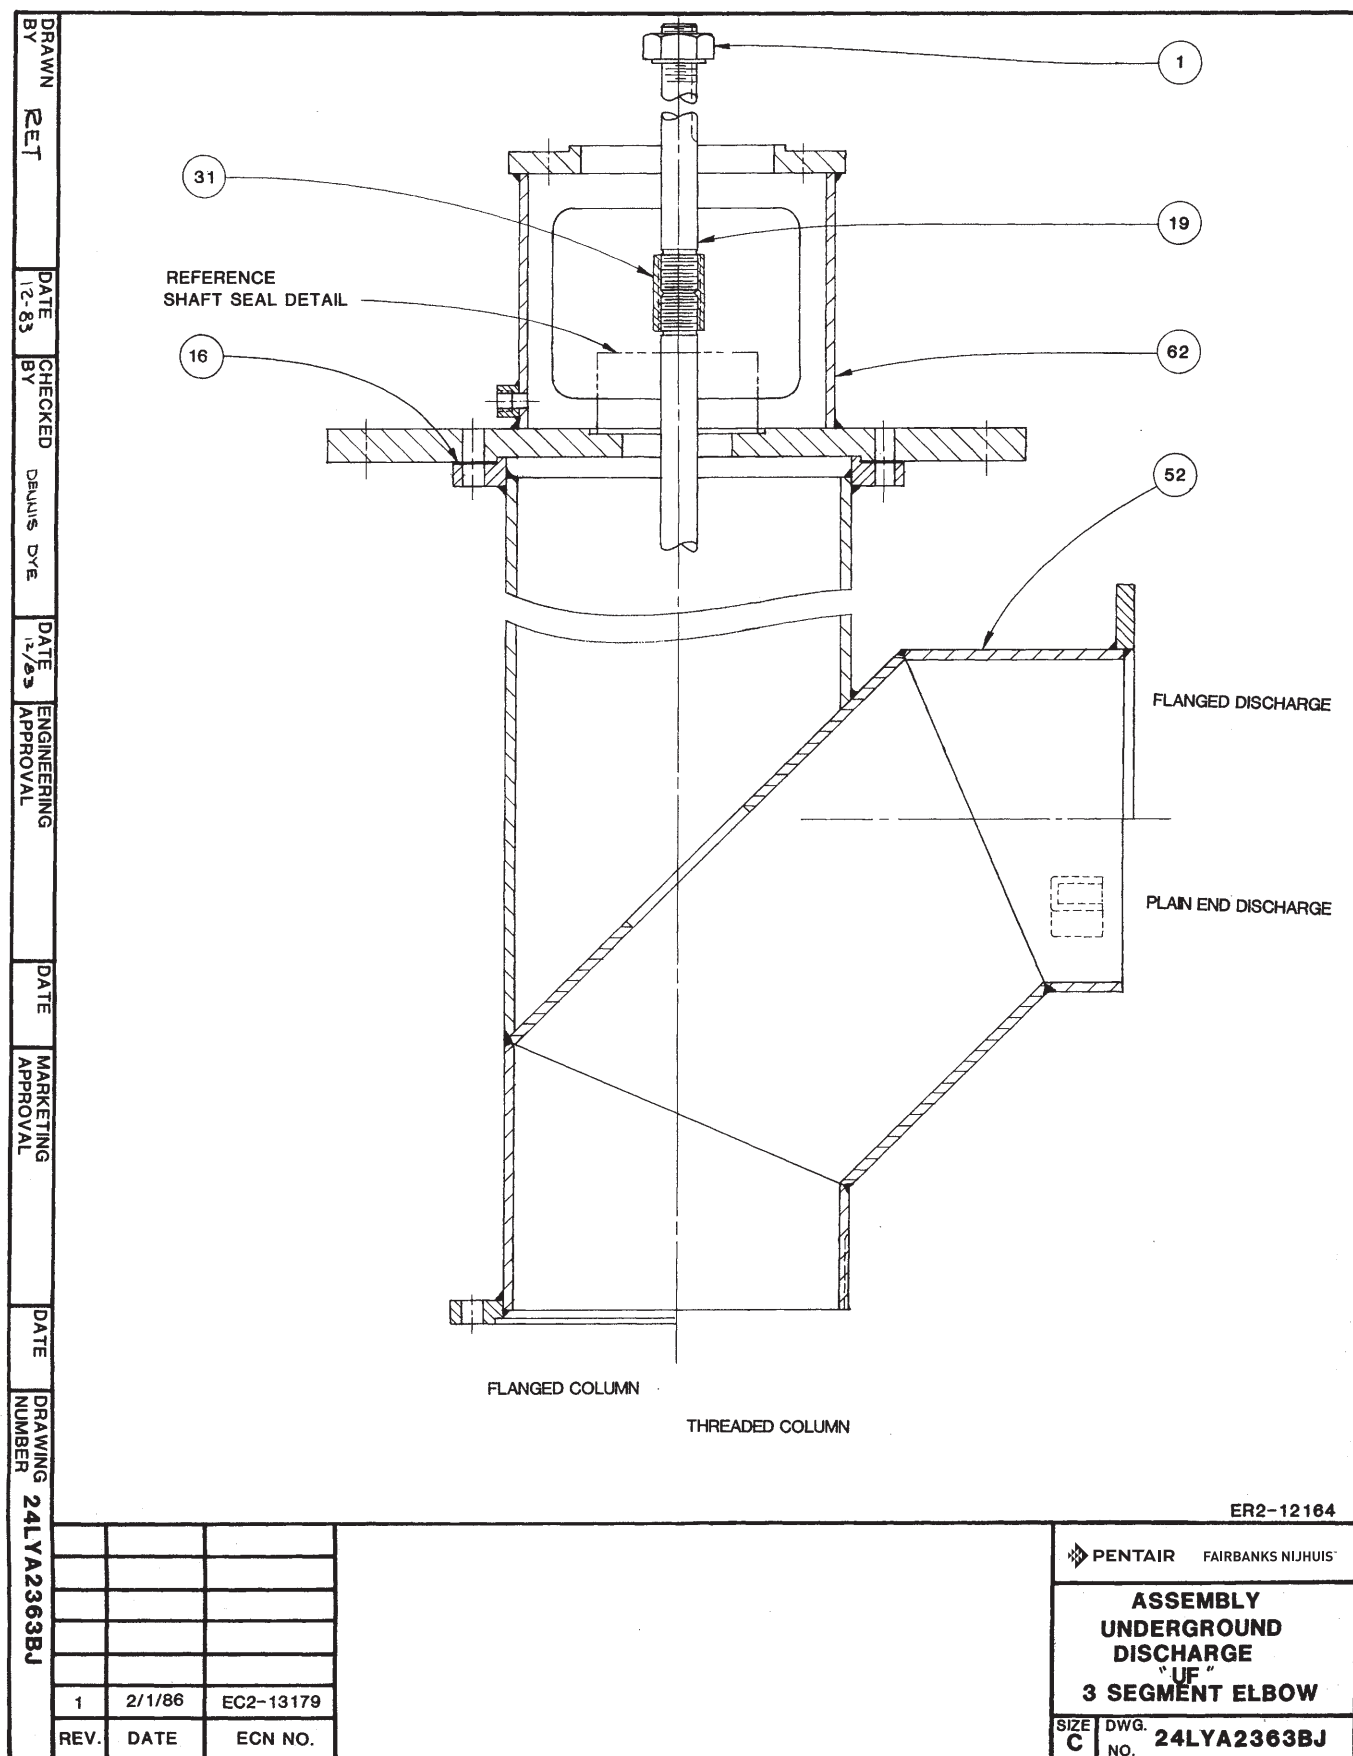 1
31
19
REFERENCE
SHAFT SEAL DETAIL
16
62
52
FLANGED DISCHARGE
PLAIN END DISCHARGE
FLANGED COLUMN
THREADED COLUMN
ER2-12164
PENTAIR FAIRBANKS NIJHUIS
ASSEMBLY
UNDERGROUND
DISCHARGE
"UF"
3 SEGMENT ELBOW
SIZE
C
DWG.
NO. 24LYA2363BJ
1 2/1/86 EC2-13179
REV. DATE ECN NO.
DRAWN
BY RET
DATE
12-83
CHECKED
BY DENNIS DYE
DATE
12/83
ENGINEERING
APPROVAL
DATE
MARKETING
APPROVAL
DATE
DRAWING
NUMBER 24LYA2363BJ